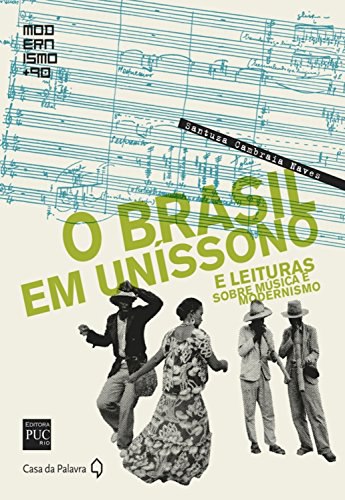 MOD
ERN
ISMO
+90
Santuza Cambraia Naves
O BRASIL
EM UNÍSSONO
E LEITURAS
SOBRE MÚSICA E
MODERNISMO
EDITORA
PUC
RIO
Casa da Palavra